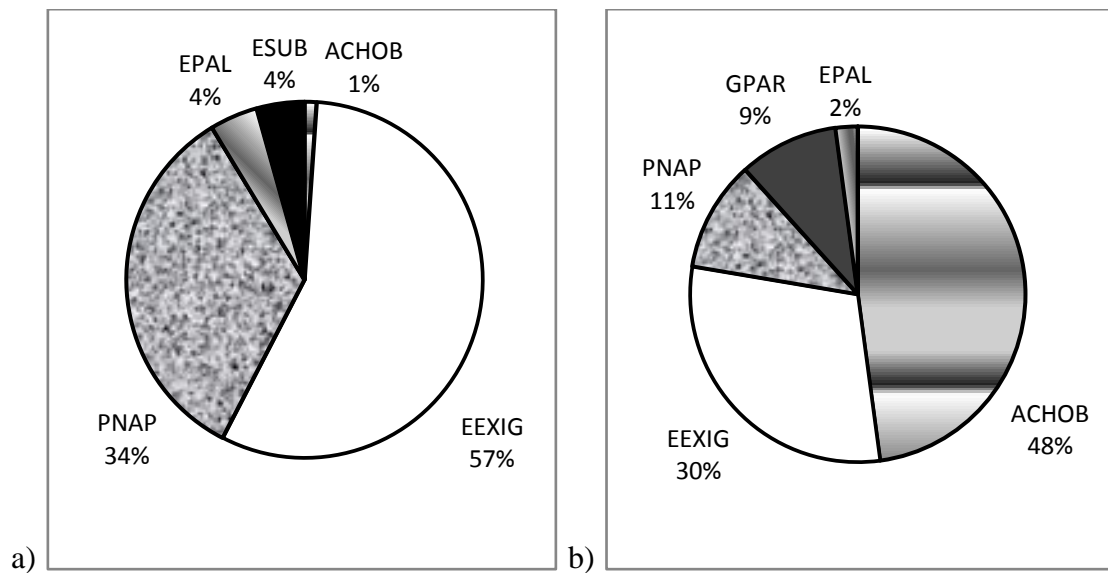 EPAL
4%
ESUB
4%
ACHOB
1%
PNAP
34%
EEXIG
57%
a)
EPAL
2%
GPAR
9%
PNAP
11%
EEXIG
30%
ACHOB
48%
b)